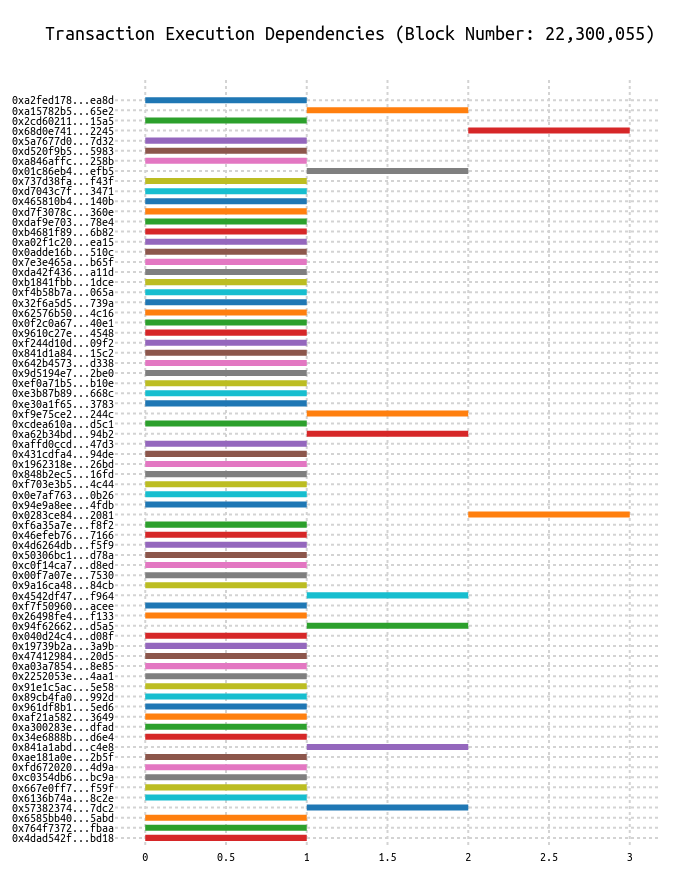 Transaction Execution Dependencies (Block Number: 22,300,055)
0xa2fed178...ea8d
0xa15782b5...65e2
0x2cd60211...15a5
0x68d0e741...2245
0x5a7677d0...7d32
0xd520f9b5...5983
0xa846affc...258b
0x01c86eb4...efb5
0x737d38fa...f43f
0xd7043c7f...3471
0x465810b4...140b
0xd7f3078c...360e
0xdaf9e703...78e4
0xb4681f89...6b82
0xa02f1c20...ea15
0x0adde16b...510c
0x7e3e465a...b65f
0xda42f436...a11d
0xb1841fbb...1dce
0xf4b58b7a...065a
0x32f6a5d5...739a
0x62576b50...4c16
0x0f2c0a67...40e1
0x9610c27e...4548
0xf244d10d...09f2
0x841d1a84...15c2
0x642b4573...d338
0x9d5194e7...2be0
0xef0a71b5...b10e
0xe3b87b89...668c
0xe30a1f65...3783
0xf9e75ce2...244c
0xcdea610a...d5c1
0xa62b34bd...94b2
0xaffd0ccd...47d3
0x431cdfa4...94de
0x1962318e...26bd
0x848b2ec5...16fd
0xf703e3b5...4c44
0x0e7af763...0b26
0x94e9a8ee...4fdb
0x0283ce84...2081
0xf6a35a7e...f8f2
0x46efeb76...7166
0x4d6264db...f5f9
0x50306bc1...d78a
0xc0f14ca7...d8ed
0x00f7a07e...7530
0x9a16ca48...84cb
0x4542df47...f964
0xf7f50960...acee
0x26498fe4...f133
0x94f62662...d5a5
0x040d24c4...d08f
0x19739b2a...3a9b
0x47412984...20d5
0xa03a7854...8e85
0x2252053e...4aa1
0x91e1c5ac...5e58
0x89cb4fa0...992d
0x961df8b1...5ed6
0xaf21a582...3649
0xa300283e...dfad
0x34e6888b...d6e4
0x841a1abd...c4e8
0xae181a0e...2b5f
0xfd672020...4d9a
0xc0354db6...bc9a
0x667e0ff7...f59f
0x6136b74a...8c2e
0x57382374...7dc2
0x6585bb40...5abd
0x764f7372...fbaa
0x4dad542f...bd18
0 0.5 1 1.5 2 2.5 3